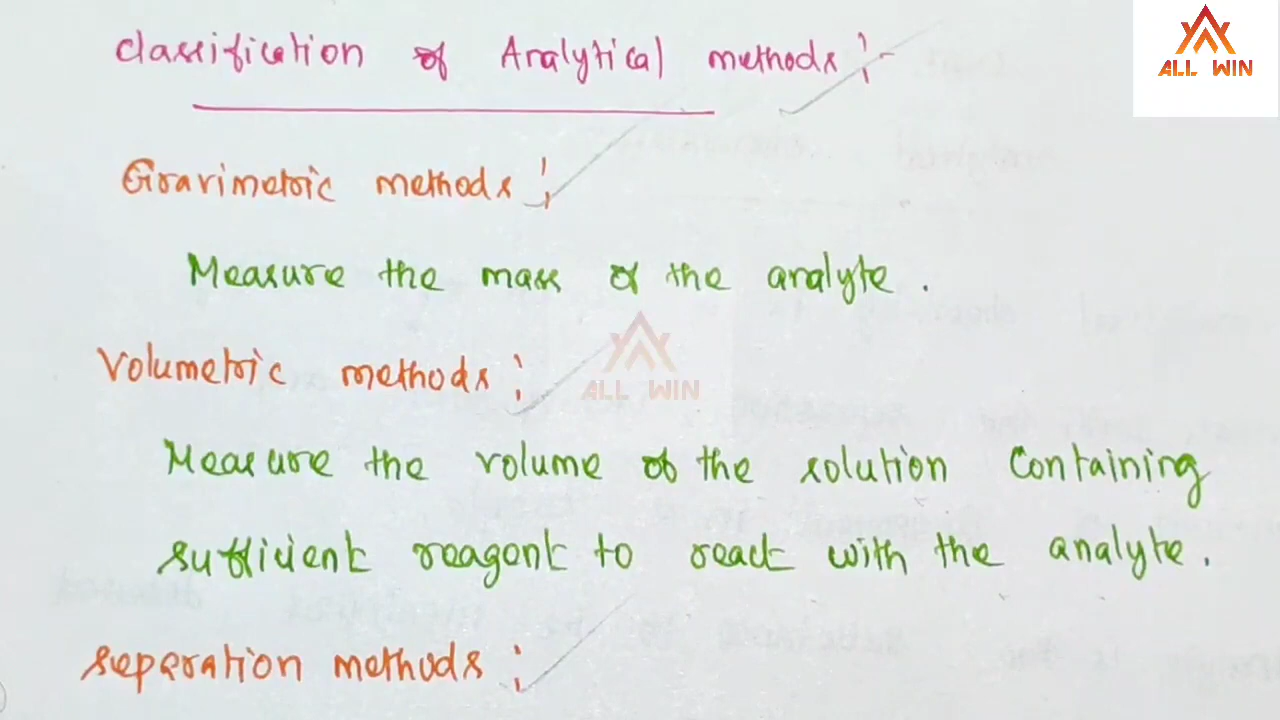 ALL WIN
Classification of Analytical methods :-
Gravimetric methods :
Measure the mass of the analyte .
Volumetric methods :
ALL WIN
Measure the volume of the solution Containing
sufficient reagent to react with the analyte .
seperation methods :